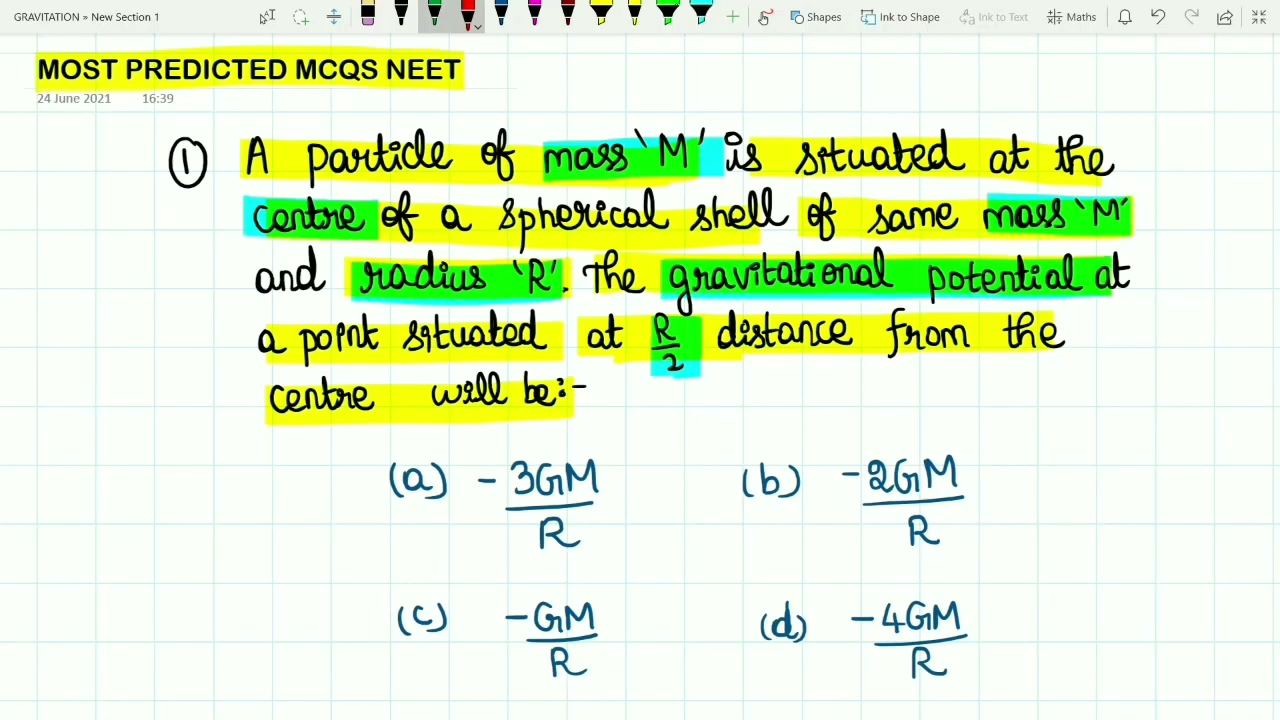 GRAVITATION » New Section 1
Shapes
Ink to Shape
Ink to Text
Maths
MOST PREDICTED MCQS NEET
24 June 2021 16:39
① A particle of mass `M' is situated at the
centre of a spherical shell of same mass `M'
and radius `R'. The gravitational potential at
a point situated at R/2 distance from the
centre will be:-
(a) -3GM/R (b) -2GM/R
(c) -GM/R (d) -4GM/R